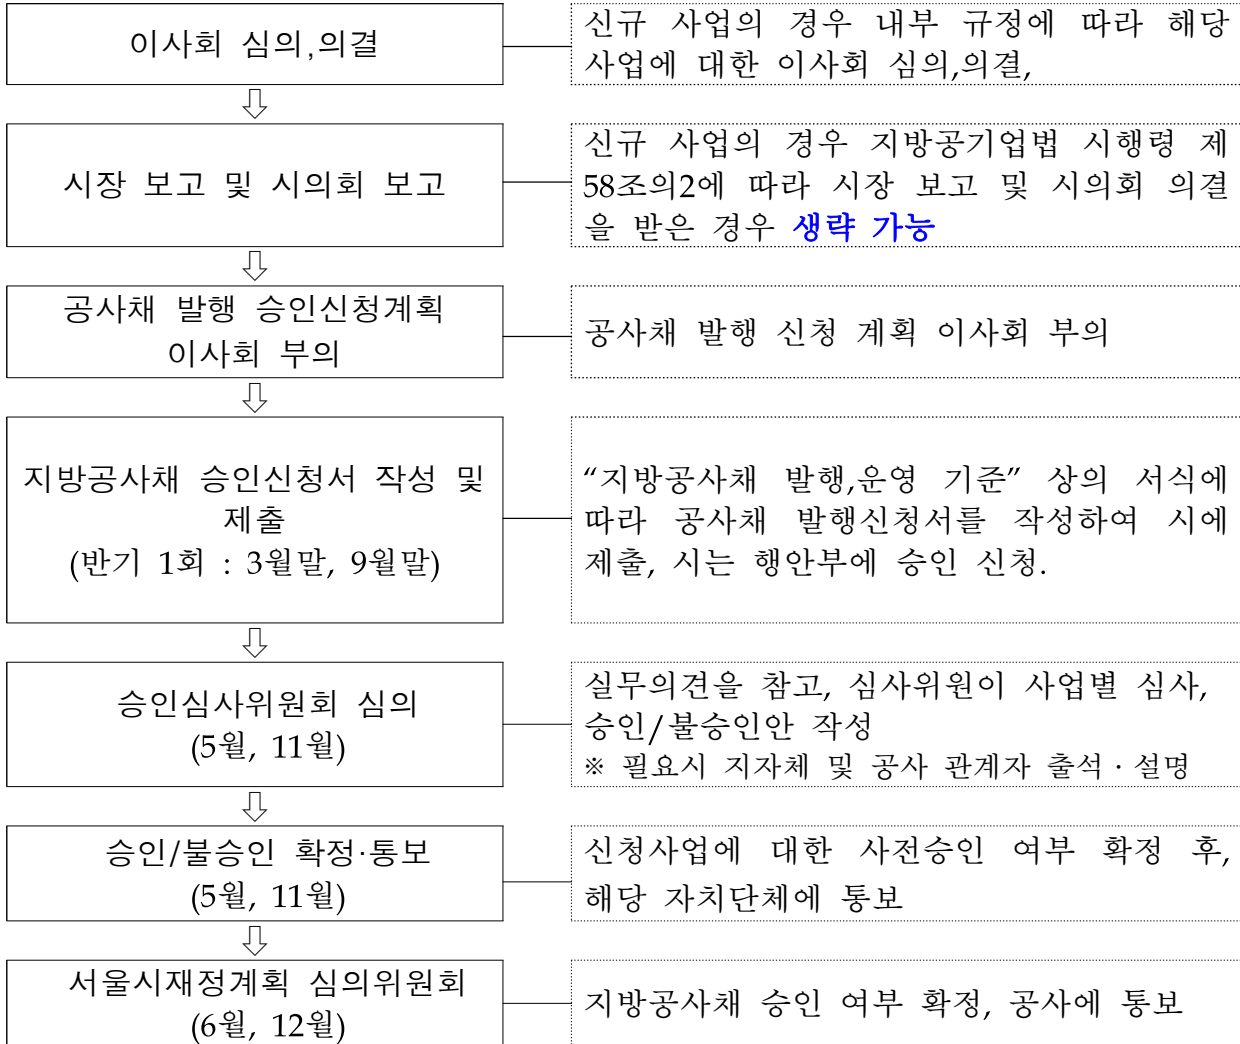 이사회 심의,의결
신규 사업의 경우 내부 규정에 따라 해당
사업에 대한 이사회 심의,의결,
시장 보고 및 시의회 보고
신규 사업의 경우 지방공기업법 시행령 제
58조의2에 따라 시장 보고 및 시의회 의결
을 받은 경우 생략 가능
공사채 발행 승인신청계획
이사회 부의
공사채 발행 신청 계획 이사회 부의
지방공사채 승인신청서 작성 및
제출
(반기 1회 : 3월말, 9월말)
“지방공사채 발행,운영 기준” 상의 서식에
따라 공사채 발행신청서를 작성하여 시에
제출, 시는 행안부에 승인 신청.
승인심사위원회 심의
(5월, 11월)
실무의견을 참고, 심사위원이 사업별 심사,
승인/불승인안 작성
※ 필요시 지자체 및 공사 관계자 출석·설명
승인/불승인 확정·통보
(5월, 11월)
신청사업에 대한 사전승인 여부 확정 후,
해당 자치단체에 통보
서울시재정계획 심의위원회
(6월, 12월)
지방공사채 승인 여부 확정, 공사에 통보